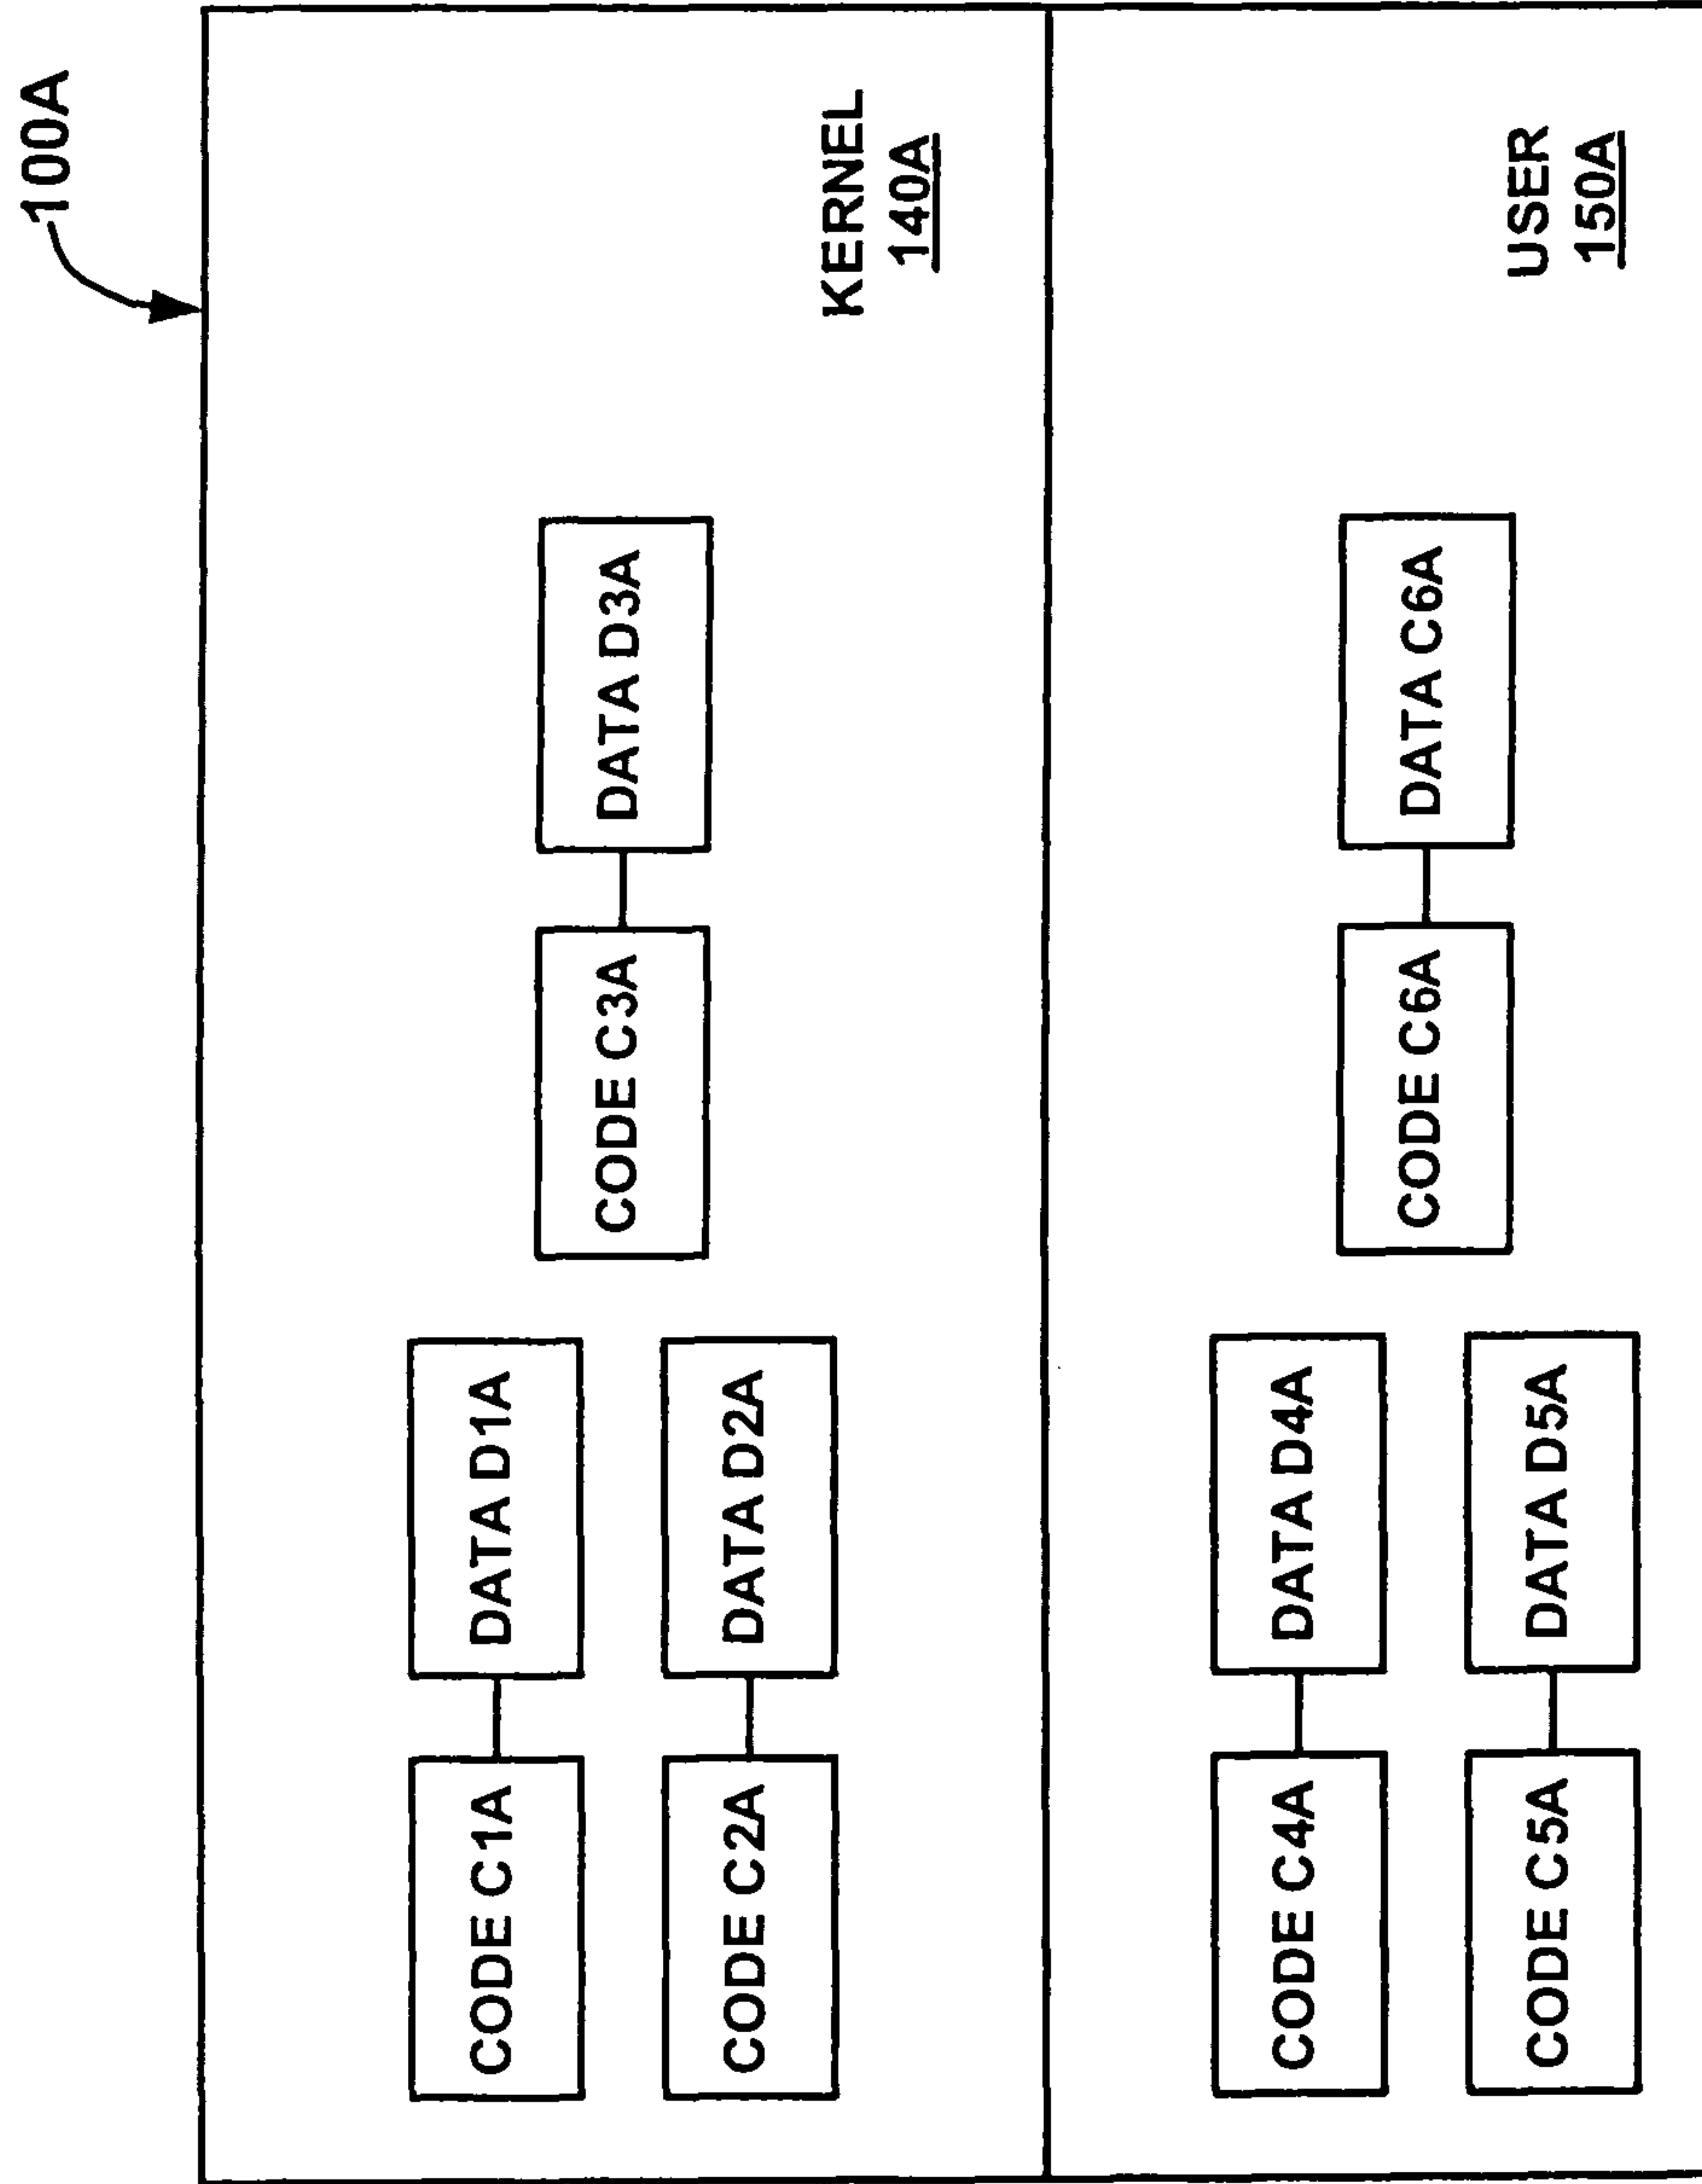 100A
CODE C1A
DATA D1A
CODE C2A
DATA D2A
CODE C3A
DATA D3A
KERNEL
140A
CODE C4A
DATA D4A
CODE C5A
DATA D5A
CODE C6A
DATA C6A
USER
150A